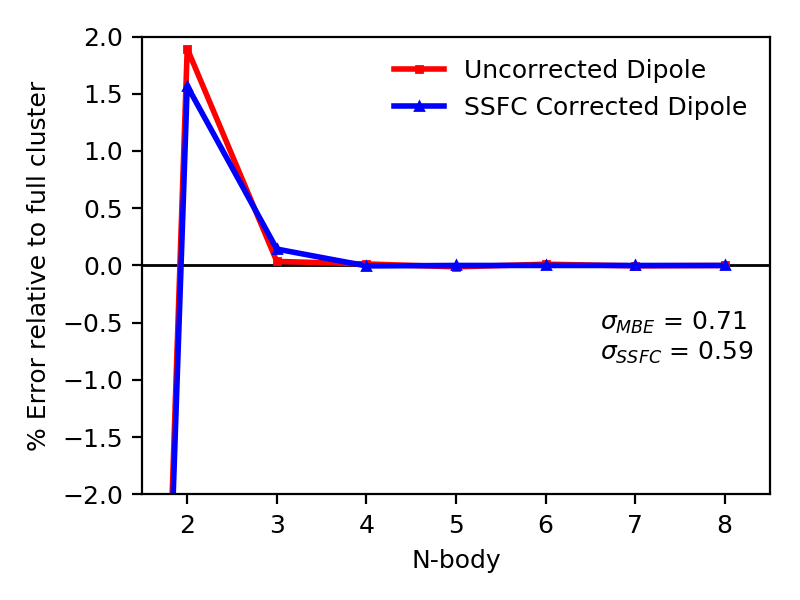 % Error relative to full cluster
2.0
1.5
1.0
0.5
0.0
−0.5
−1.0
−1.5
−2.0
Uncorrected Dipole
SSFC Corrected Dipole
σMBE = 0.71
σSSFC = 0.59
2 3 4 5 6 7 8
N-body